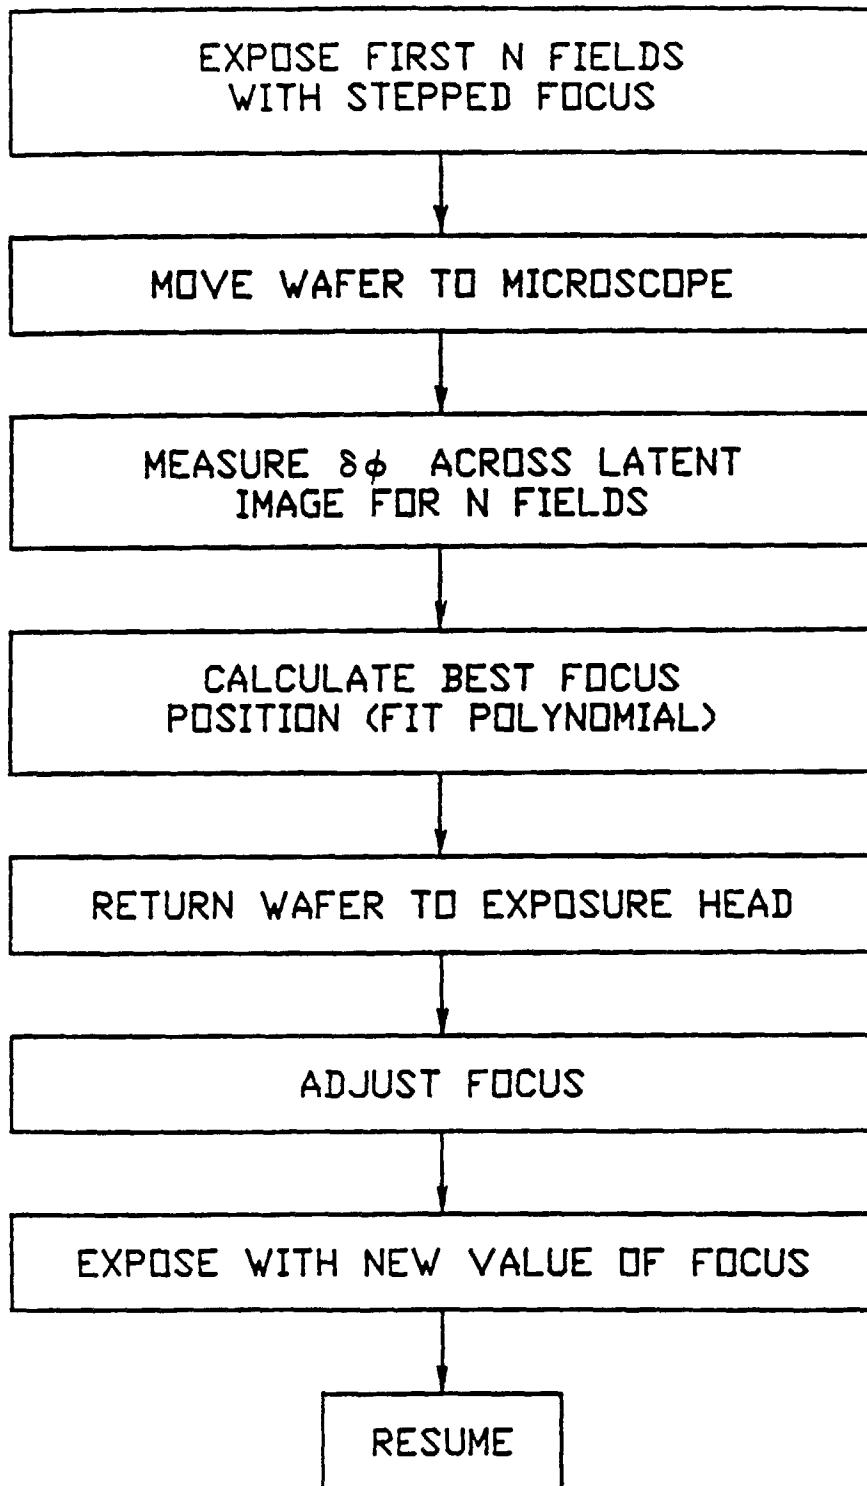 EXPOSE FIRST N FIELDS
WITH STEPPED FOCUS
MOVE WAFER TO MICROSCOPE
MEASURE δϕ ACROSS LATENT
IMAGE FOR N FIELDS
CALCULATE BEST FOCUS
POSITION (FIT POLYNOMIAL)
RETURN WAFER TO EXPOSURE HEAD
ADJUST FOCUS
EXPOSE WITH NEW VALUE OF FOCUS
RESUME